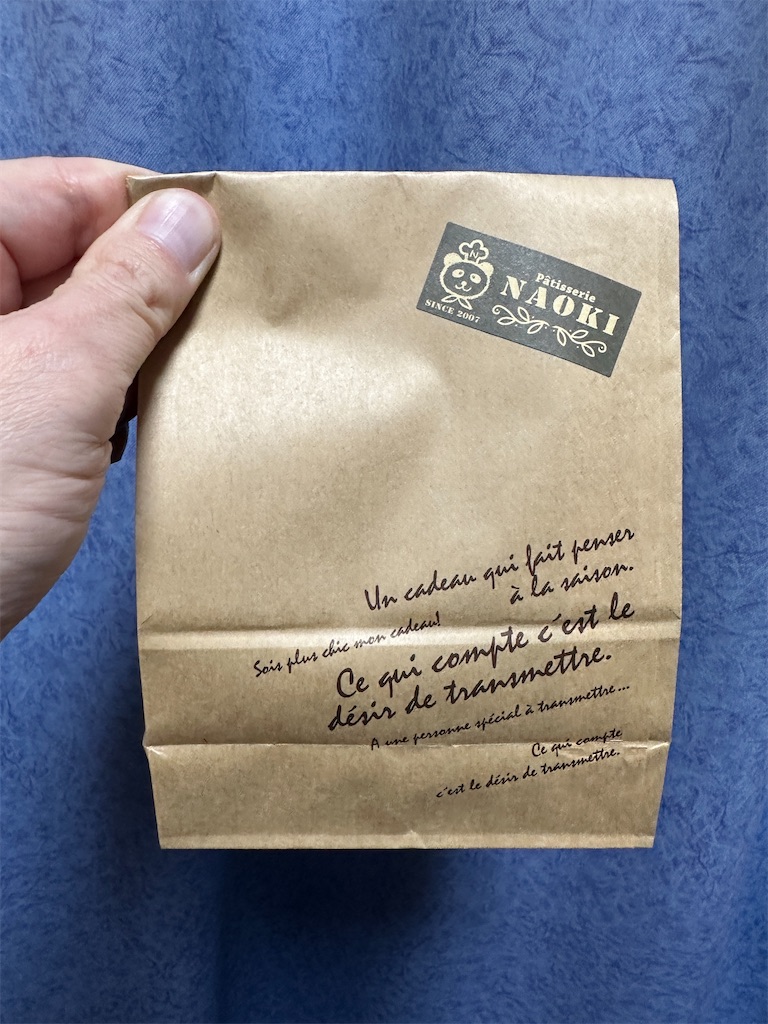 N
Pâtisserie
NAOKI
SINCE 2007
Un cadeau qui fait penser
à la saison.
Sois plus chic mon cadeau!
Ce qui compte c'est le
désir de transmettre.
A une personne spécial à transmettre...
Ce qui compte
c'est le désir de transmettre.